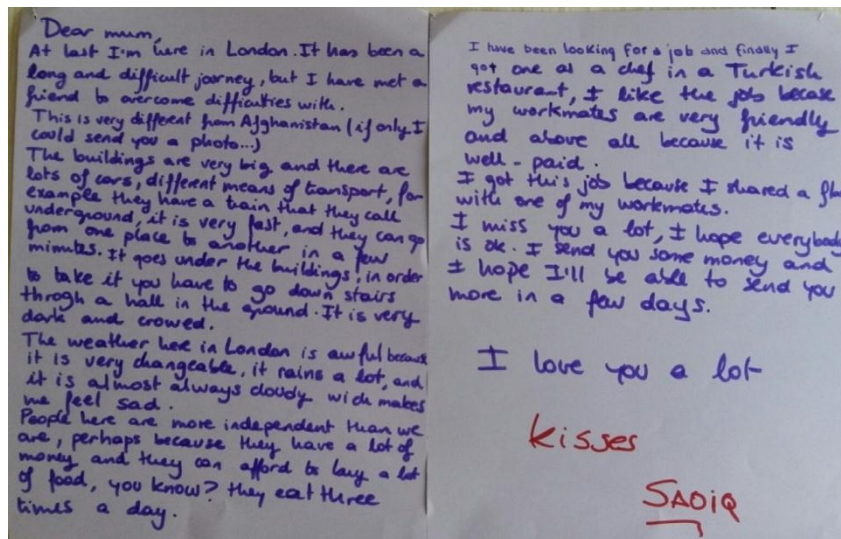 Dear mum,
At last I'm here in London. It has been a
long and difficult jorney, but I have met a
friend to overcome difficulties with.
This is very different from Afghanistan (if only I
could send you a photo...)
The buildings are very big and there are
lots of cars, different means of transport, for
example they have a train that they call
underground, it is very fast, and they can go
from one place to another in a few
minutes. It goes under the buildings, in order
to take it you have to go down stairs
throgh a hall in the ground. It is very
dark and crowed.
The weather here in London is awful because
it is very changeable, it rains a lot, and
it is almost always cloudy wich makes
me feel sad.
People here are more independent than we
are, perhaps because they have a lot of
money and they can afford to buy a lot
of food, you know? they eat three
times a day.
I have been looking for a job and finally I
got one as a chef in a Turkish
restaurant, I like the job becase
my workmates are very friendly
and above all because it is
well-paid.
I got this job because I shared a
with one of my workmates.
I miss you a lot, I hope everybody
is ok. I send you some money and
I hope I'll be able to send you
more in a few days.
I love you a lot
Kisses
SADIQ